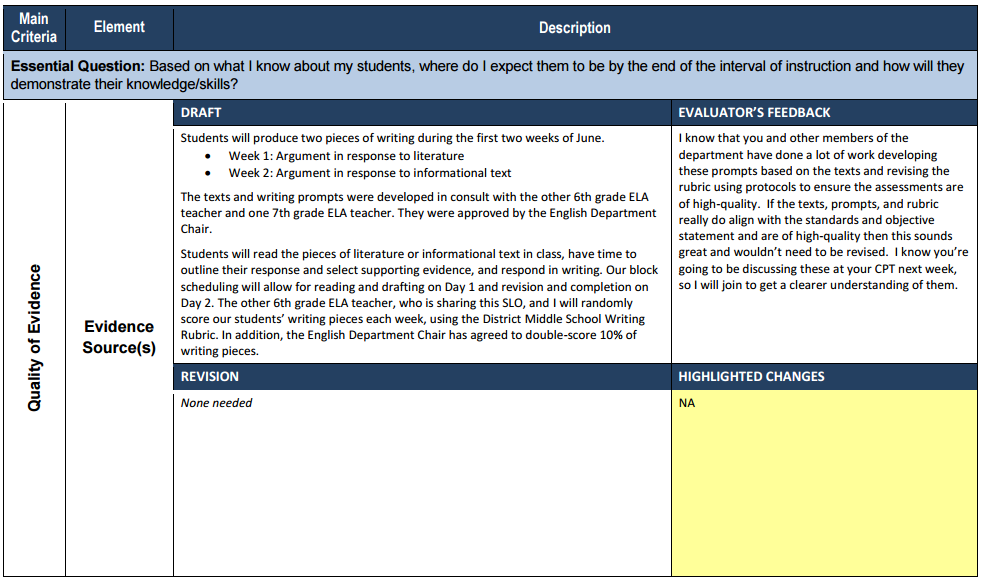 Main
Criteria
Element
Description
Essential Question: Based on what I know about my students, where do I expect them to be by the end of the interval of instruction and how will they
demonstrate their knowledge/skills?
Quality of Evidence
Evidence
Source(s)
DRAFT
Students will produce two pieces of writing during the first two weeks of June.
• Week 1: Argument in response to literature
• Week 2: Argument in response to informational text
The texts and writing prompts were developed in consult with the other 6th grade ELA
teacher and one 7th grade ELA teacher. They were approved by the English Department
Chair.
Students will read the pieces of literature or informational text in class, have time to
outline their response and select supporting evidence, and respond in writing. Our block
scheduling will allow for reading and drafting on Day 1 and revision and completion on
Day 2. The other 6th grade ELA teacher, who is sharing this SLO, and I will randomly
score our students’ writing pieces each week, using the District Middle School Writing
Rubric. In addition, the English Department Chair has agreed to double-score 10% of
writing pieces.
EVALUATOR’S FEEDBACK
I know that you and other members of the
department have done a lot of work developing
these prompts based on the texts and revising the
rubric using protocols to ensure the assessments are
of high-quality.  If the texts, prompts, and rubric
really do align with the standards and objective
statement and are of high-quality then this sounds
great and wouldn’t need to be revised.  I know you’re
going to be discussing these at your CPT next week,
so I will join to get a clearer understanding of them.
REVISION
None needed
HIGHLIGHTED CHANGES
NA